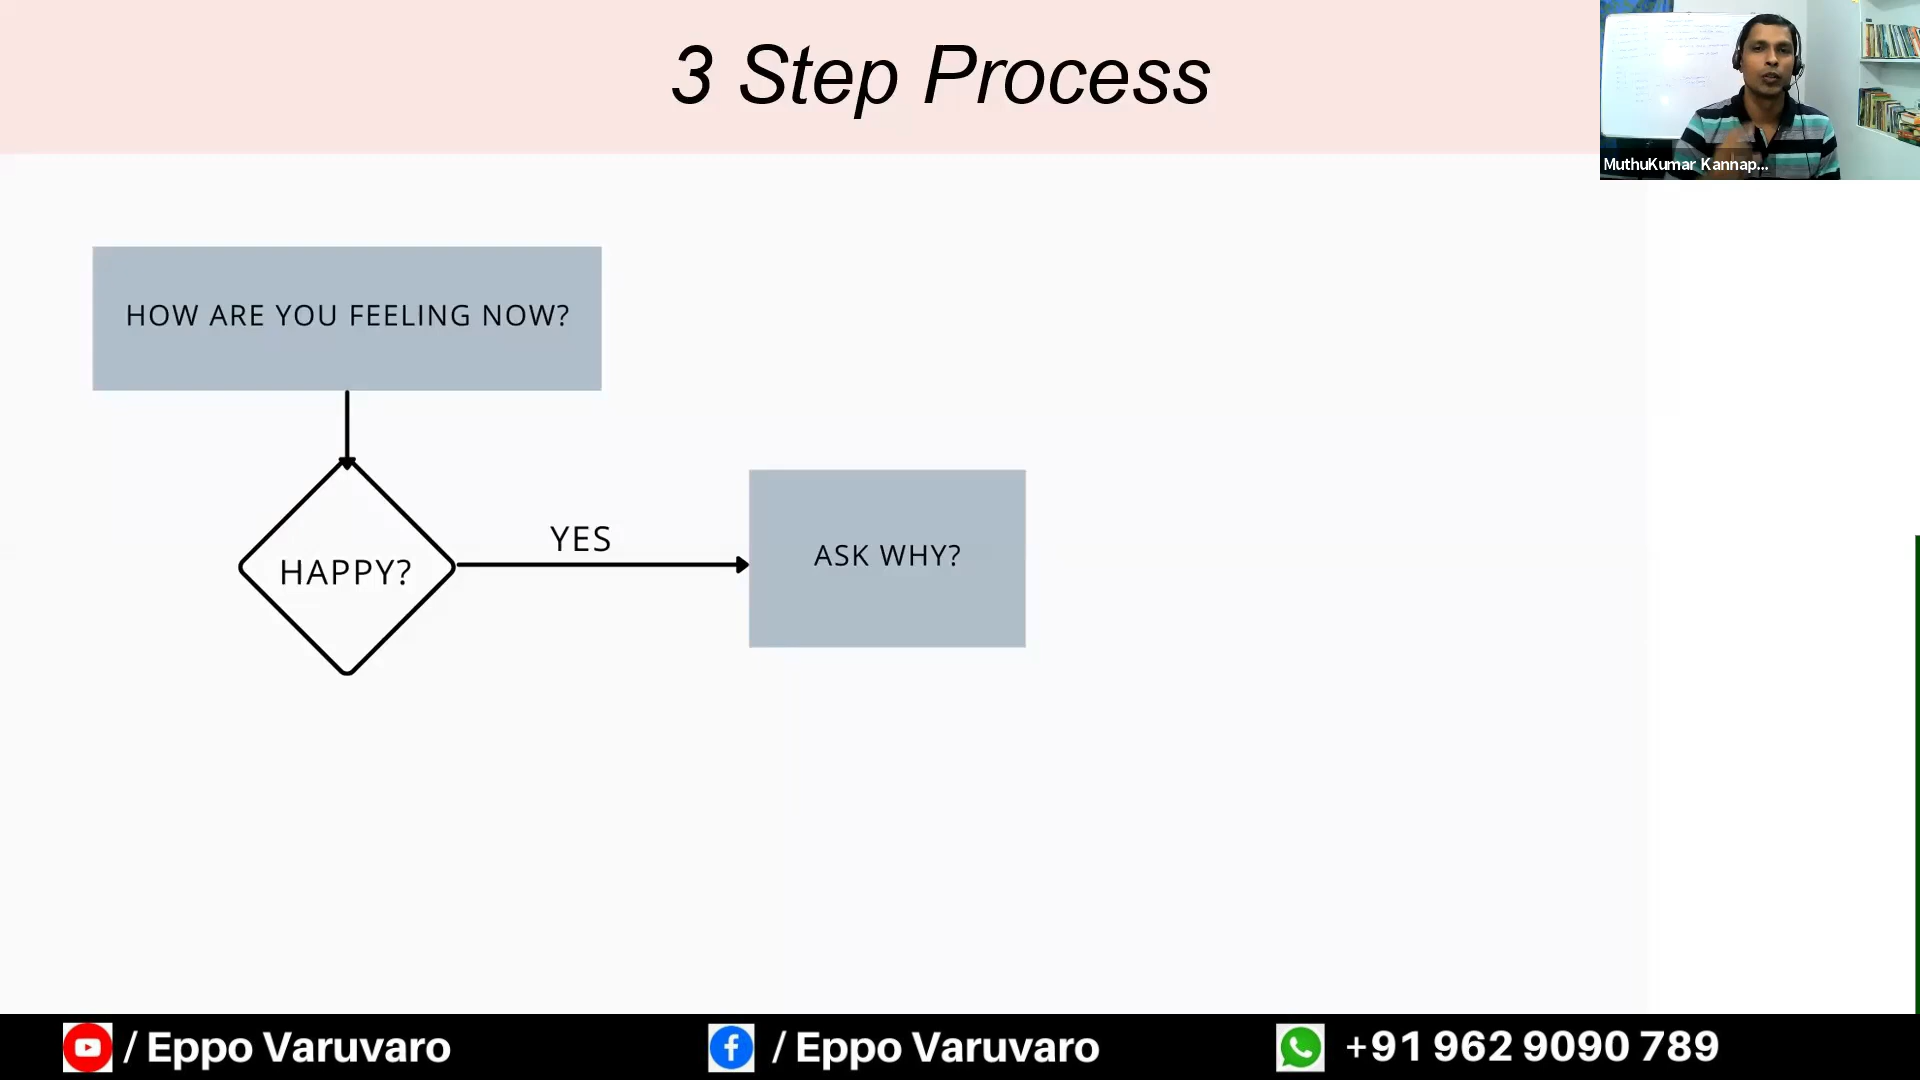 3 Step Process
MuthuKumar Kannap...
HOW ARE YOU FEELING NOW?
HAPPY?
YES
ASK WHY?
/ Eppo Varuvaro
/ Eppo Varuvaro
+91 962 9090 789